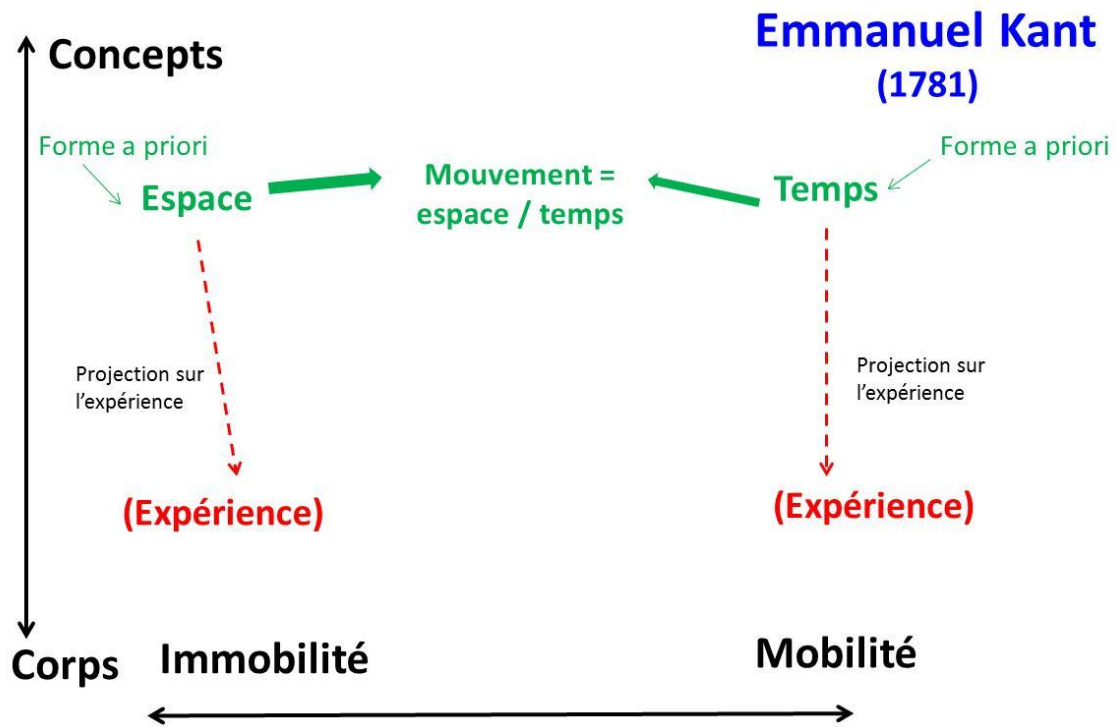 Emmanuel Kant
(1781)
Concepts
Forme a priori
Forme a priori
Espace
Mouvement =
espace / temps
Temps
Projection sur
l’expérience
Projection sur
l’expérience
(Expérience)
(Expérience)
Corps
Immobilité
Mobilité